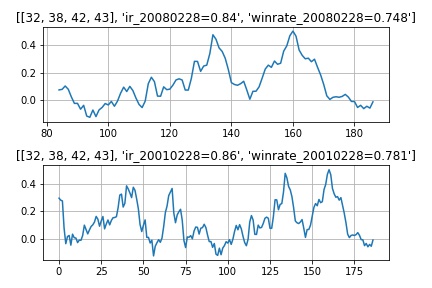 [[32, 38, 42, 43], 'ir_20080228=0.84', 'winrate_20080228=0.748']
0.4
0.2
0.0
80 100 120 140 160 180
[[32, 38, 42, 43], 'ir_20010228=0.86', 'winrate_20010228=0.781']
0.4
0.2
0.0
0 25 50 75 100 125 150 175